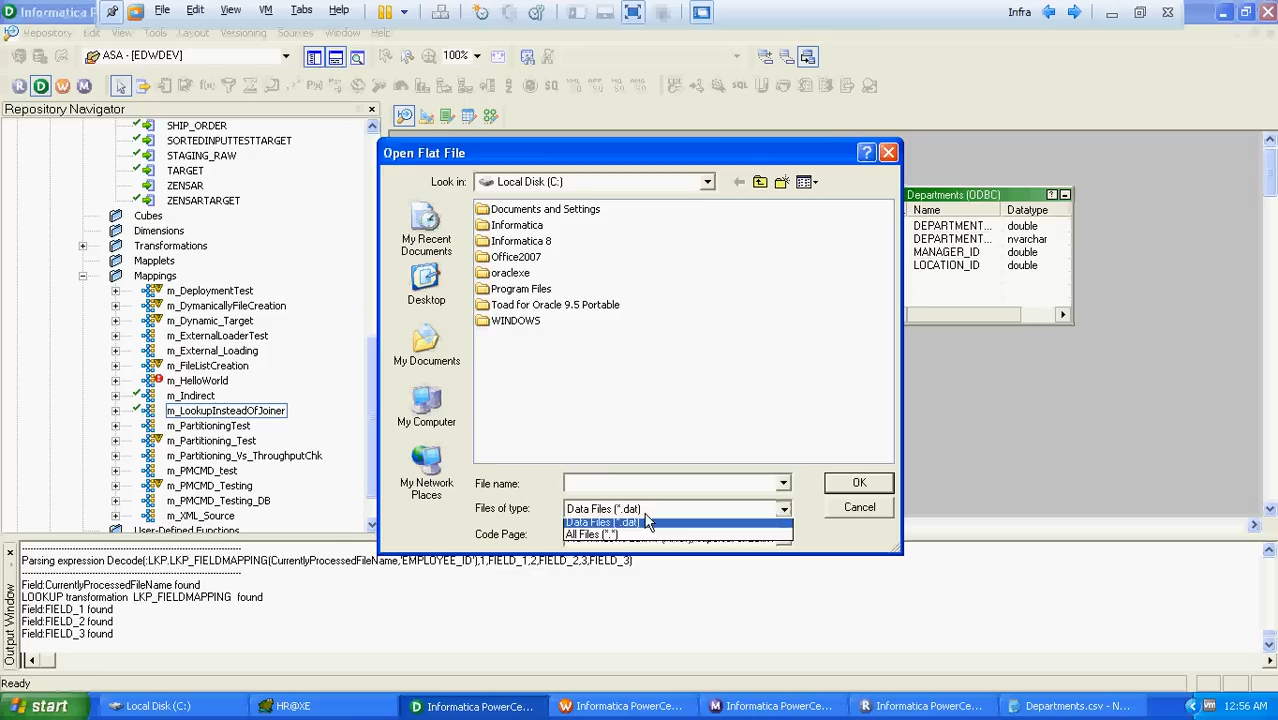 Informatica P
File
Edit
View
VM
Jobs
Tabs
Help
Infra
Repository
Edit
View
Tools
Layout
Versioning
Sources
Window
Help
ASA - [EDWDEV]
100%
R
D
W
M
Repository Navigator
SHIP_ORDER
SORTEDINPUTTESTTARGET
STAGING_RAW
TARGET
ZENSAR
ZENSARTARGET
Cubes
Dimensions
Transformations
Mapplets
Mappings
m_DeploymentTest
m_DymanicallyFileCreation
m_Dynamic_Target
m_ExternalLoaderTest
m_External_Loading
m_FileListCreation
m_HelloWorld
m_Indirect
m_LookupInsteadOfJoiner
m_PartitioningTest
m_Partitioning_Test
m_Partitioning_Vs_ThroughputChk
m_PMCMD_test
m_PMCMD_Testing
m_PMCMD_Testing_DB
m_XML_Source
User-Defined Functions
Open Flat File
Look in:
Local Disk (C:)
My Recent
Documents
Desktop
My Documents
My Computer
My Network
Places
Documents and Settings
Informatica
Informatica 8
Office2007
oraclexe
Program Files
Toad for Oracle 9.5 Portable
WINDOWS
File name:
OK
Files of type:
Data Files (*.dat)
Cancel
Data Files (*.dat)
All Files (*.*)
Code Page:
Departments (ODBC)
Name Datatype
DEPARTMENT... double
DEPARTMENT... nvarchar
MANAGER_ID double
LOCATION_ID double
Output Window
Parsing expression Decode(:LKP.LKP_FIELDMAPPING(CurrentlyProcessedFileName,'EMPLOYEE_ID'),1,FIELD_1,2,FIELD_2,3,FIELD_3)
Field:CurrentlyProcessedFileName found
LOOKUP transformation LKP_FIELDMAPPING found
Field:FIELD_1 found
Field:FIELD_2 found
Field:FIELD_3 found
Ready
start
Local Disk (C:)
HR@XE
Informatica PowerCe...
Informatica PowerCe...
Informatica PowerCe...
Informatica PowerCe...
Departments.csv - N...
12:56 AM